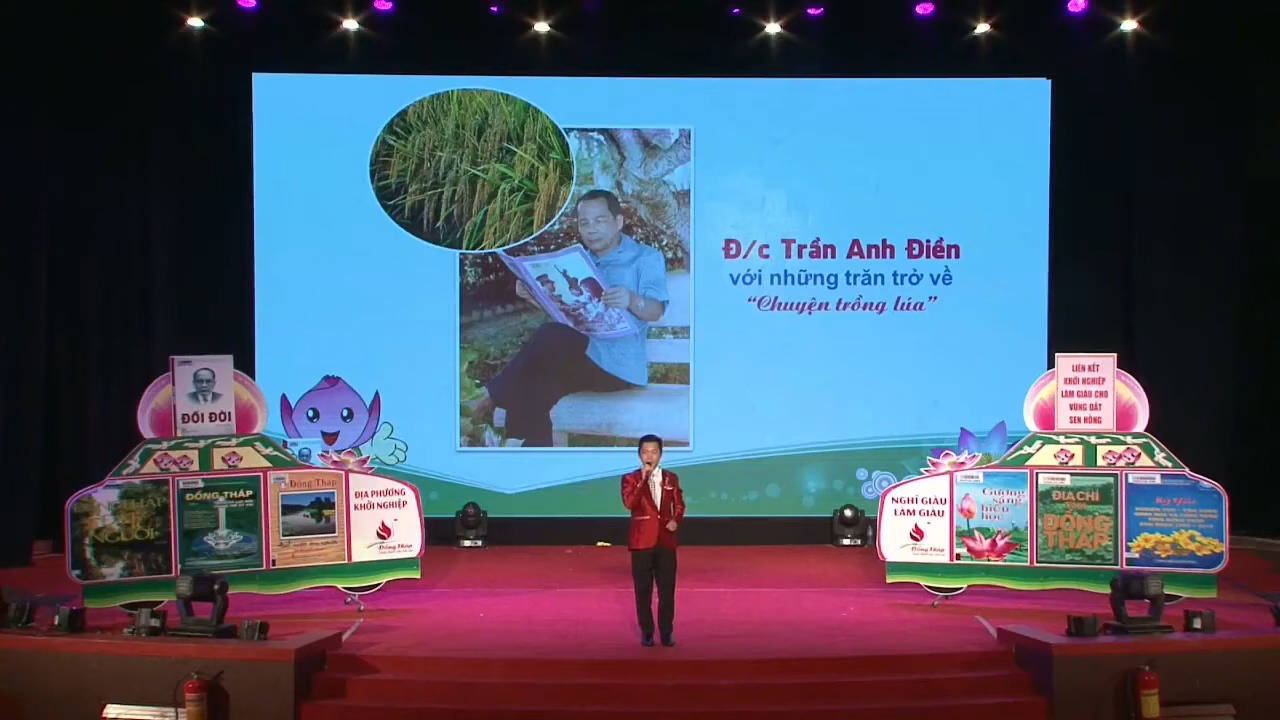 Đ/c Trần Anh Điền
với những trăn trở về
“Chuyện trồng lúa”
ĐỔI ĐỜI
ĐỒNG THÁP
Đồng Tháp
ĐỊA PHƯƠNG
KHỞI NGHIỆP
Đồng Tháp
LIÊN KẾT
KHỞI NGHIỆP
LÀM GIÀU CHO
VÙNG ĐẤT
SEN HỒNG
NGHĨ GIÀU
LÀM GIÀU
Đồng Tháp
Gương
sáng
hiếu
học
ĐỊA CHÍ
TỈNH
ĐỒNG
THÁP